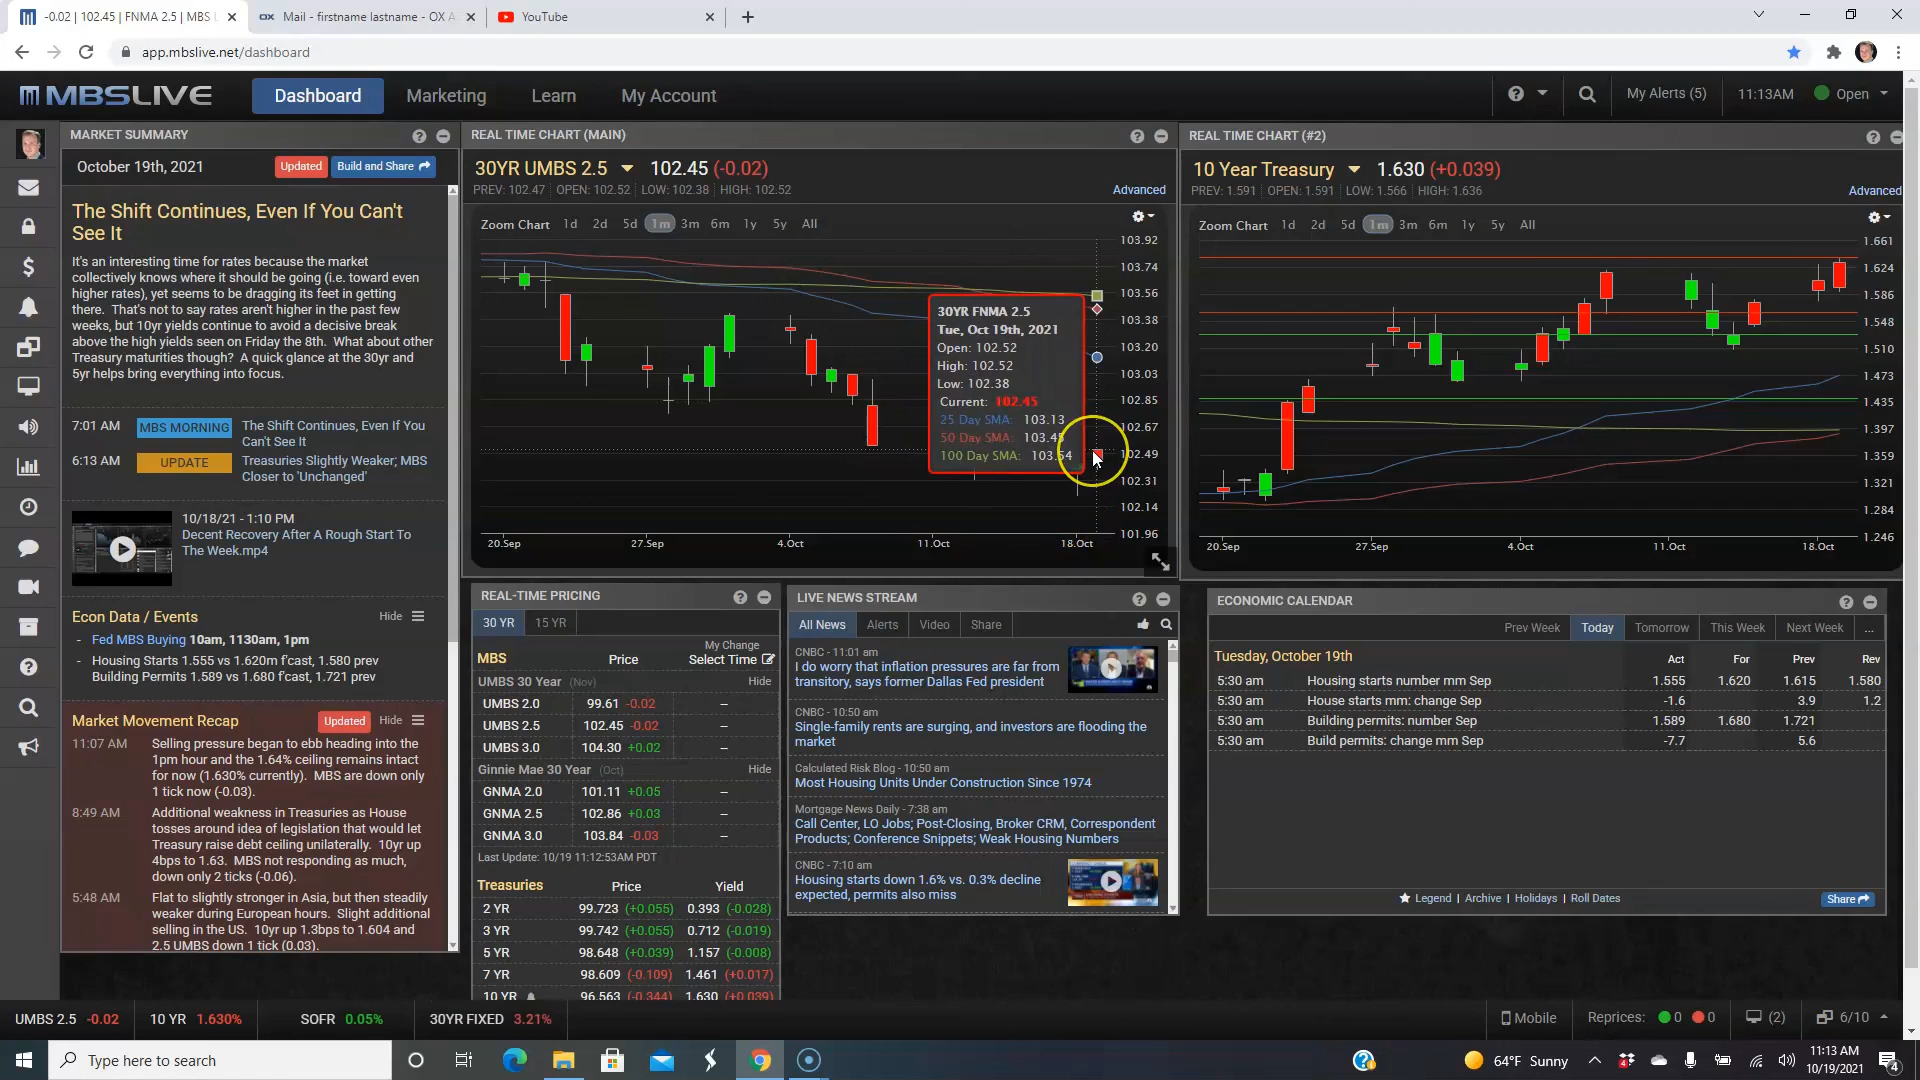 -0.02 | 102.45 | FNMA 2.5 | MBS L
Mail - firstname lastname - OX A
YouTube
app.mbslive.net/dashboard
MBSLIVE
Dashboard
Marketing
Learn
My Account
My Alerts (5)
11:13AM
Open
MARKET SUMMARY
October 19th, 2021
Updated
Build and Share
The Shift Continues, Even If You Can't
See It
It's an interesting time for rates because the market
collectively knows where it should be going (i.e. toward even
higher rates), yet seems to be dragging its feet in getting
there. That's not to say rates aren't higher in the past few
weeks, but 10yr yields continue to avoid a decisive break
above the high yields seen on Friday the 8th. What about other
Treasury maturities though? A quick glance at the 30yr and
5yr helps bring everything into focus.
7:01 AM MBS MORNING The Shift Continues, Even If You
Can't See It
6:13 AM UPDATE Treasuries Slightly Weaker; MBS
Closer to 'Unchanged'
10/18/21 - 1:10 PM
Decent Recovery After A Rough Start To
The Week.mp4
Econ Data / Events
Hide
- Fed MBS Buying 10am, 1130am, 1pm
- Housing Starts 1.555 vs 1.620m f'cast, 1.580 prev
Building Permits 1.589 vs 1.680 f'cast, 1.721 prev
Market Movement Recap
Updated
Hide
11:07 AM Selling pressure began to ebb heading into the
1pm hour and the 1.64% ceiling remains intact
for now (1.630% currently). MBS are down only
1 tick now (-0.03).
8:49 AM Additional weakness in Treasuries as House
tosses around idea of legislation that would let
Treasury raise debt ceiling unilaterally. 10yr up
4bps to 1.63. MBS not responding as much,
down only 2 ticks (-0.06).
5:48 AM Flat to slightly stronger in Asia, but then steadily
weaker during European hours. Slight additional
selling in the US. 10yr up 1.3bps to 1.604 and
2.5 UMBS down 1 tick (0.03).
REAL TIME CHART (MAIN)
30YR UMBS 2.5 102.45 (-0.02)
PREV: 102.47 OPEN: 102.52 LOW: 102.38 HIGH: 102.52
Advanced
Zoom Chart 1d 2d 5d 1m 3m 6m 1y 5y All
103.92
103.74
103.56
103.38
103.20
103.03
102.85
102.67
102.49
102.31
102.14
101.96
30YR FNMA 2.5
Tue, Oct 19th, 2021
Open: 102.52
High: 102.52
Low: 102.38
Current: 102.45
25 Day SMA: 103.13
50 Day SMA: 103.45
100 Day SMA: 103.54
20.Sep 27.Sep 4.Oct 11.Oct 18.Oct
REAL TIME CHART (#2)
10 Year Treasury 1.630 (+0.039)
PREV: 1.591 OPEN: 1.591 LOW: 1.566 HIGH: 1.636
Advanced
Zoom Chart 1d 2d 5d 1m 3m 6m 1y 5y All
1.661
1.624
1.586
1.548
1.510
1.473
1.435
1.397
1.359
1.321
1.284
1.246
20.Sep 27.Sep 4.Oct 11.Oct 18.Oct
REAL-TIME PRICING
30 YR 15 YR
My Change
MBS Price Select Time
UMBS 30 Year (Nov) Hide
UMBS 2.0 99.61 -0.02 --
UMBS 2.5 102.45 -0.02 --
UMBS 3.0 104.30 +0.02 --
Ginnie Mae 30 Year (Oct) Hide
GNMA 2.0 101.11 +0.05 --
GNMA 2.5 102.86 +0.03 --
GNMA 3.0 103.84 -0.03 --
Last Update: 10/19 11:12:53AM PDT
Treasuries Price Yield
2 YR 99.723 (+0.055) 0.393 (-0.028)
3 YR 99.742 (+0.055) 0.712 (-0.019)
5 YR 98.648 (+0.039) 1.157 (-0.008)
7 YR 98.609 (-0.109) 1.461 (+0.017)
10 YR 96.563 (-0.344) 1.630 (+0.039)
LIVE NEWS STREAM
All News Alerts Video Share
CNBC - 11:01 am
I do worry that inflation pressures are far from
transitory, says former Dallas Fed president
CNBC - 10:50 am
Single-family rents are surging, and investors are flooding the
market
Calculated Risk Blog - 10:50 am
Most Housing Units Under Construction Since 1974
Mortgage News Daily - 7:38 am
Call Center, LO Jobs; Post-Closing, Broker CRM, Correspondent
Products; Conference Snippets; Weak Housing Numbers
CNBC - 7:10 am
Housing starts down 1.6% vs. 0.3% decline
expected, permits also miss
ECONOMIC CALENDAR
Prev Week Today Tomorrow This Week Next Week ...
Tuesday, October 19th Act For Prev Rev
5:30 am Housing starts number mm Sep 1.555 1.620 1.615 1.580
5:30 am House starts mm: change Sep -1.6 3.9 1.2
5:30 am Building permits: number Sep 1.589 1.680 1.721
5:30 am Build permits: change mm Sep -7.7 5.6
Legend | Archive | Holidays | Roll Dates
Share
UMBS 2.5 -0.02 10 YR 1.630% SOFR 0.05% 30YR FIXED 3.21%
Mobile Reprices: 0 0 (2) 6/10
Type here to search
64°F Sunny
11:13 AM
10/19/2021
4